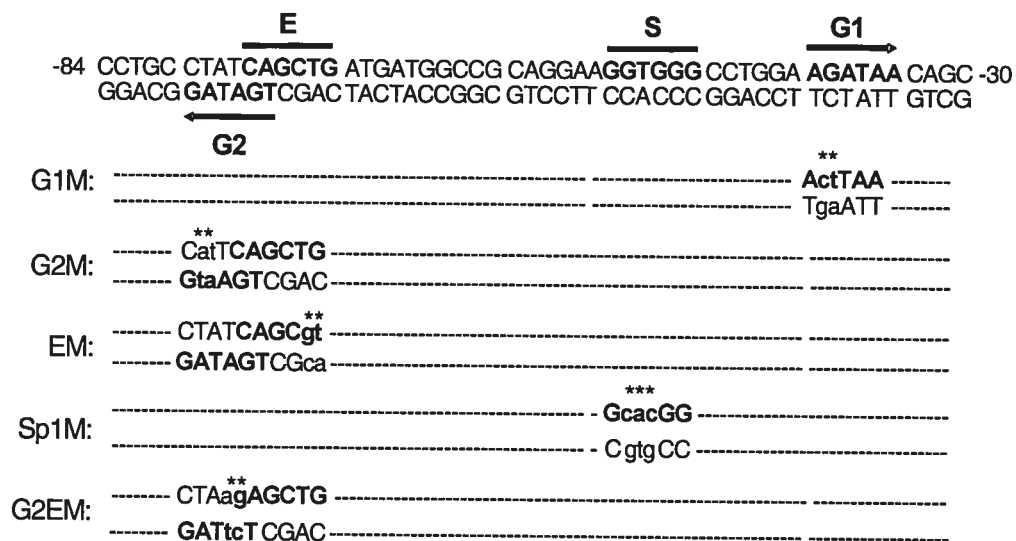 E S G1
-84 CCTGC CTATCAGCTG ATGATGGCCG CAGGAAGGTGGG CCTGGA AGATAA CAGC -30
GGACG GATAGTCGAC TACTACCGGC GTCCTT CCACCC GGACCT TCTATT GTCG
G2
**
G1M: ActTAA
TgaATT
**
G2M: CatTCAGCTG
GtaAGTCGAC
**
EM: CTATCAGCgt
GATAGTCGca
***
Sp1M: GcacGG
CgtgCC
**
G2EM: CTAagAGCTG
GATtcTCGAC